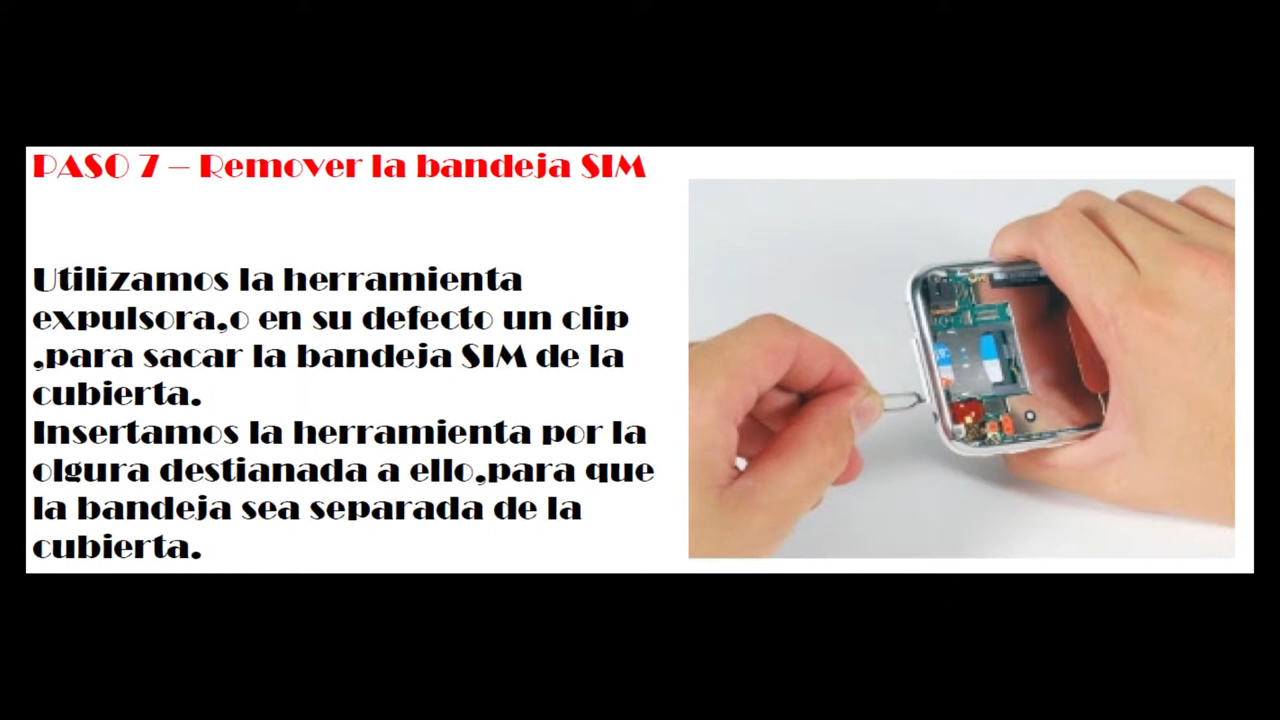 PASO 7 – Remover la bandeja SIM
Utilizamos la herramienta
expulsora,o en su defecto un clip
,para sacar la bandeja SIM de la
cubierta.
Insertamos la herramienta por la
olgura destianada a ello,para que
la bandeja sea separada de la
cubierta.